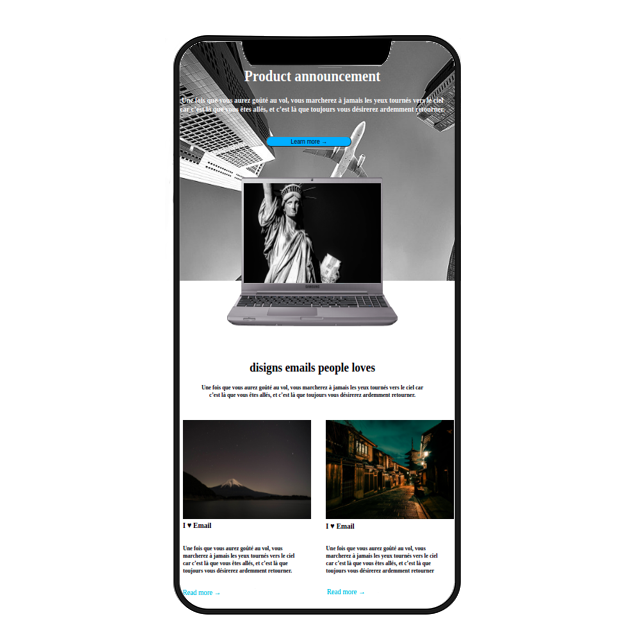 Product announcement
Une fois que vous aurez goûté au vol, vous marcherez à jamais les yeux tournés vers le ciel
car c'est là que vous êtes allés, et c'est là que toujours vous désirerez ardemment retourner.
Learn more →
disigns emails people loves
Une fois que vous aurez goûté au vol, vous marcherez à jamais les yeux tournés vers le ciel car
c'est là que vous êtes allés, et c'est là que toujours vous désirerez ardemment retourner.
I ♥ Email
Une fois que vous aurez goûté au vol, vous
marcherez à jamais les yeux tournés vers le ciel
car c'est là que vous êtes allés, et c'est là que
toujours vous désirerez ardemment retourner.
Read more →
I ♥ Email
Une fois que vous aurez goûté au vol, vous
marcherez à jamais les yeux tournés vers le ciel
car c'est là que vous êtes allés, et c'est là que
toujours vous désirerez ardemment retourner
Read more →